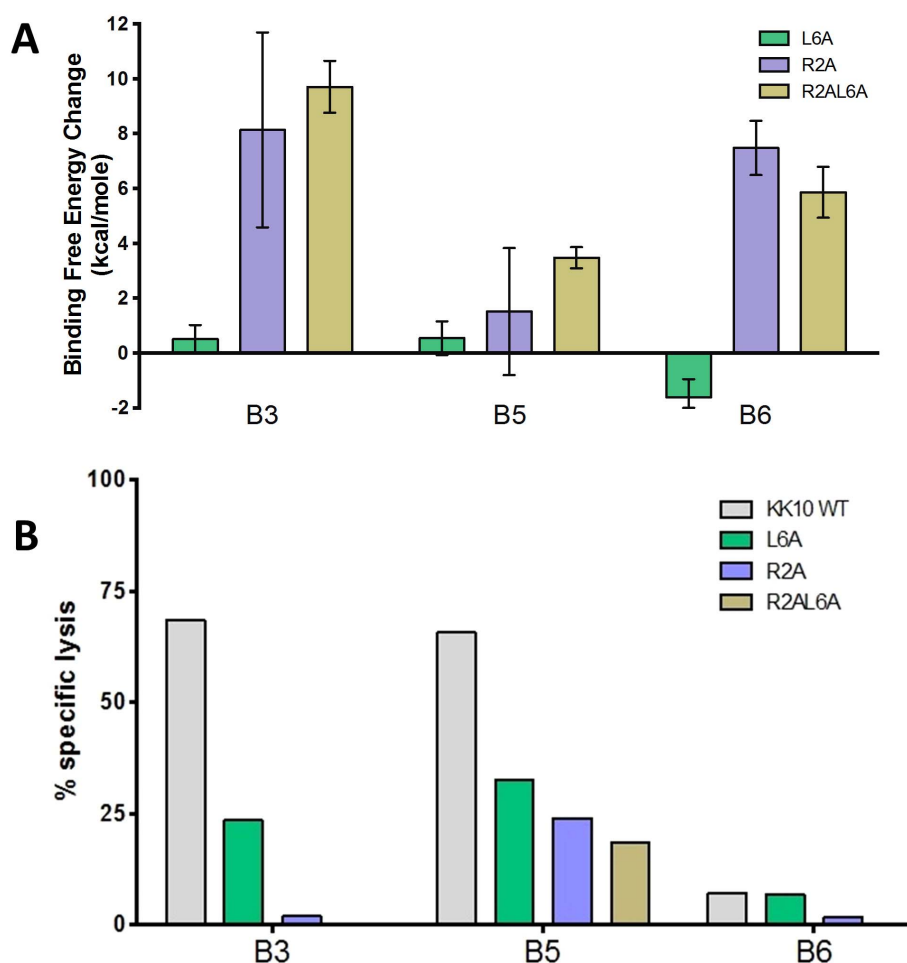 A
Binding Free Energy Change
(kcal/mole)
12
10
8
6
4
2
0
-2
L6A
R2A
R2AL6A
B3
B5
B6
B
% specific lysis
100
75
50
25
0
KK10 WT
L6A
R2A
R2AL6A
B3
B5
B6